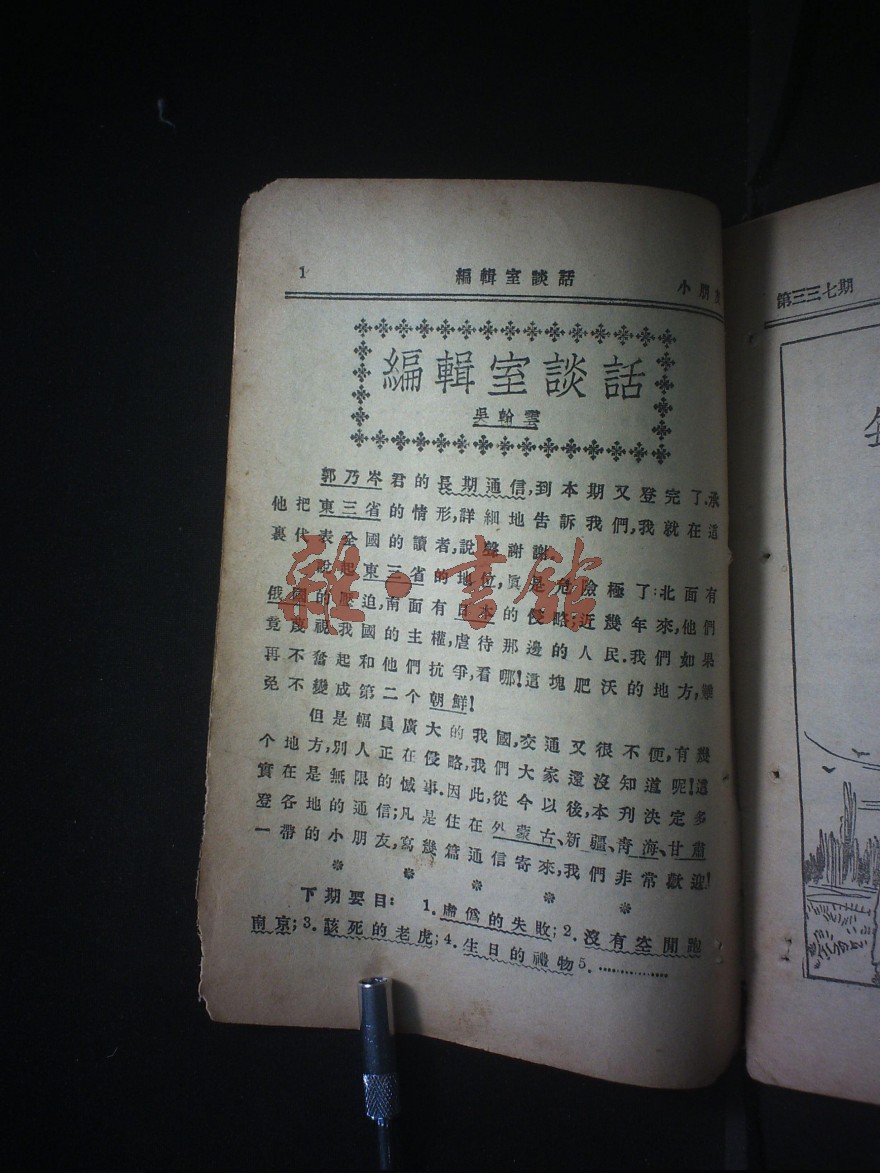 1 編輯室談話 小朋友
編輯室談話
吳翰雲
郭乃岑君的長期通信,到本期又登完了.承
他把東三省的情形,詳細地告訴我們,我就在這
裏代表全國的讀者,說聲謝謝.
說起東三省的地位,眞是危險極了:北面有
俄國的壓迫,南面有日本的侵略;近幾年來,他們
竟蔑視我國的主權,虐待那邊的人民.我們如果
再不奮起和他們抗爭,看哪!這塊肥沃的地方,難
免不變成第二个朝鮮!
但是幅員廣大的我國,交通又很不便,有幾
个地方,別人正在侵略,我們大家還沒知道呢!這
實在是無限的憾事.因此,從今以後,本刊決定多
登各地的通信;凡是住在外蒙古、新疆、靑海、甘肅
一帶的小朋友,寫幾篇通信寄來,我們非常歡迎!
下期要目: 1.虛僞的失敗; 2.沒有空閒跑
南京; 3.該死的老虎; 4.生日的禮物 5. ............
第三三七期
雜·書館